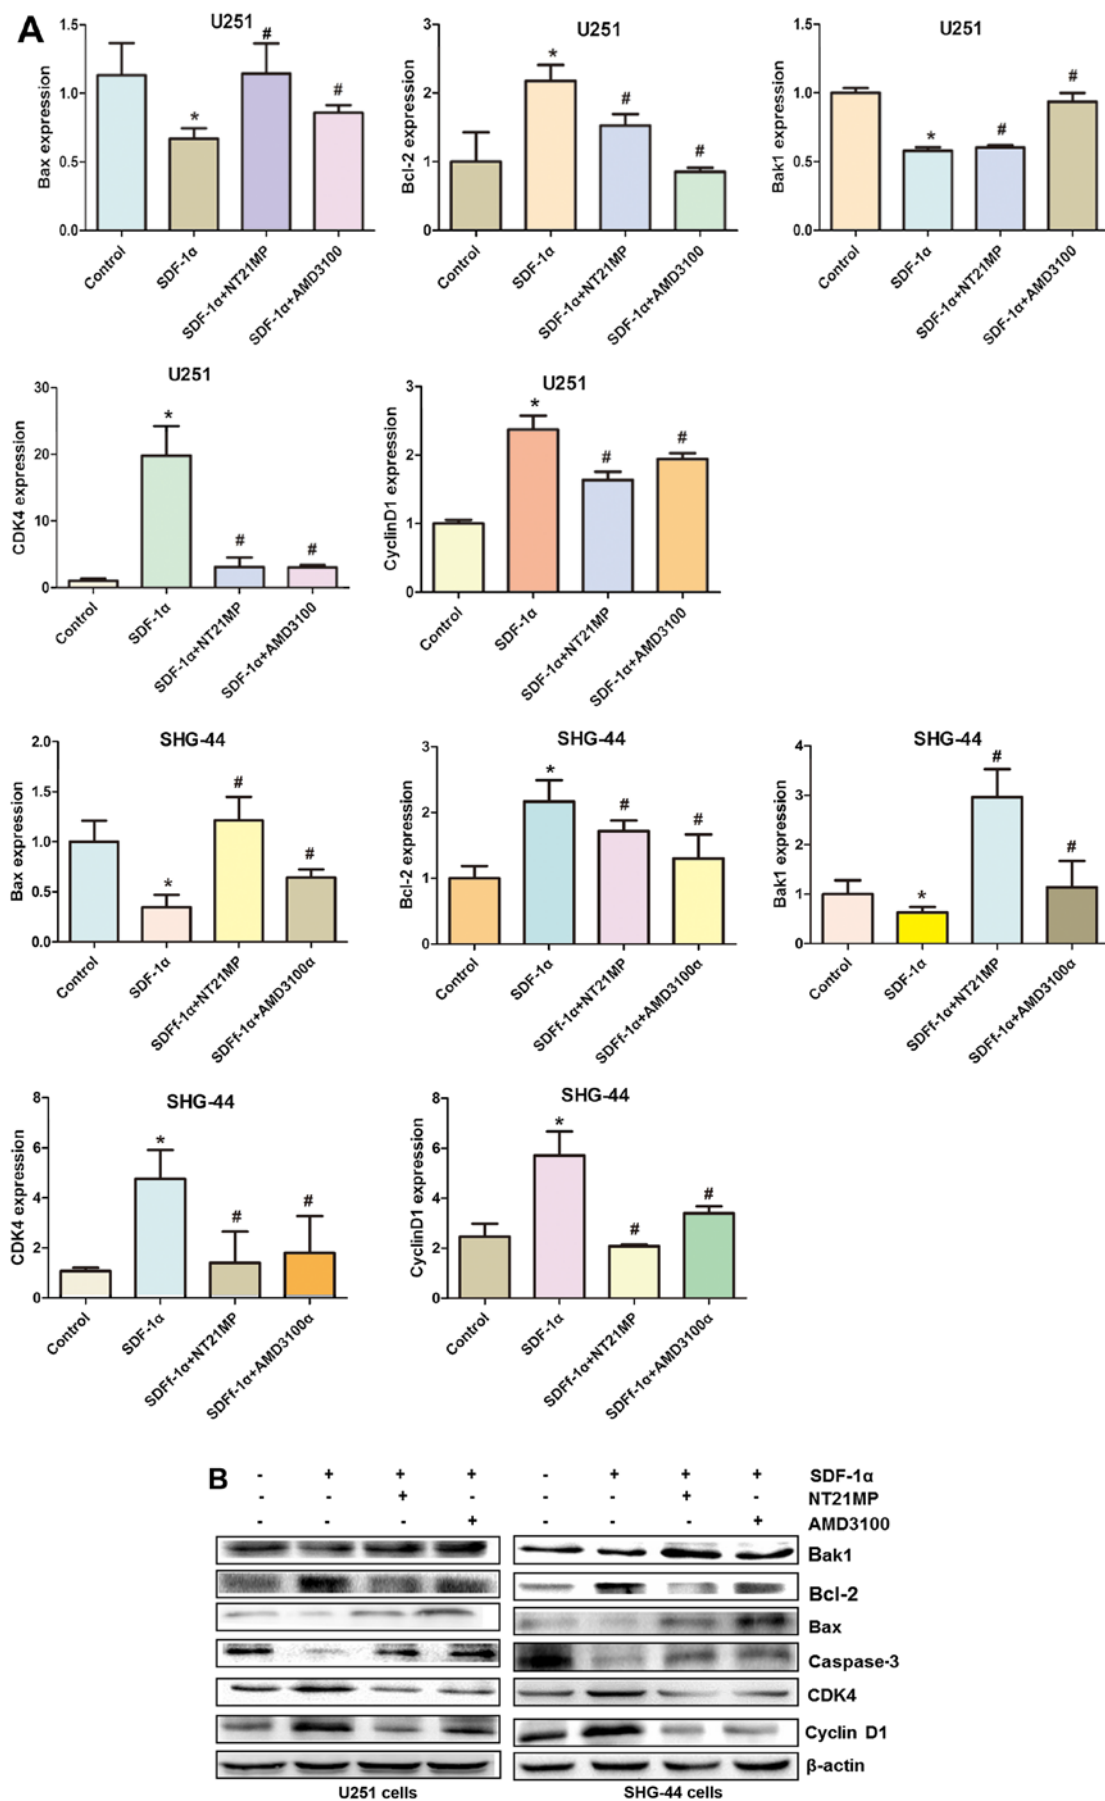 A
U251
Bax expression
1.5
1.0
0.5
0.0
*
#
#
Control
SDF-1α
SDF-1α+NT21MP
SDF-1α+AMD3100
U251
Bcl-2 expression
3
2
1
0
*
#
#
Control
SDF-1α
SDF-1α+NT21MP
SDF-1α+AMD3100
U251
Bak1 expression
1.5
1.0
0.5
0.0
*
#
#
Control
SDF-1α
SDF-1α+NT21MP
SDF-1α+AMD3100
U251
CDK4 expression
30
20
10
0
*
#
#
Control
SDF-1α
SDF-1α+NT21MP
SDF-1α+AMD3100
U251
CyclinD1 expression
3
2
1
0
*
#
#
Control
SDF-1α
SDF-1α+NT21MP
SDF-1α+AMD3100
SHG-44
Bax expression
2.0
1.5
1.0
0.5
0.0
*
#
#
Control
SDF-1α
SDFf-1α+NT21MP
SDFf-1α+AMD3100α
SHG-44
Bcl-2 expression
3
2
1
0
*
#
#
Control
SDF-1α
SDFf-1α+NT21MP
SDFf-1α+AMD3100α
SHG-44
Bak1 expression
4
3
2
1
0
*
#
#
Control
SDF-1α
SDFf-1α+NT21MP
SDFf-1α+AMD3100α
SHG-44
CDK4 expression
8
6
4
2
0
*
#
#
Control
SDF-1α
SDFf-1α+NT21MP
SDFf-1α+AMD3100α
SHG-44
CyclinD1 expression
8
6
4
2
0
*
#
#
Control
SDF-1α
SDFf-1α+NT21MP
SDFf-1α+AMD3100α
B
- + + + - + + + SDF-1α
- - + - - - + - NT21MP
- - - + - - - + AMD3100
Bak1
Bcl-2
Bax
Caspase-3
CDK4
Cyclin D1
β-actin
U251 cells
SHG-44 cells